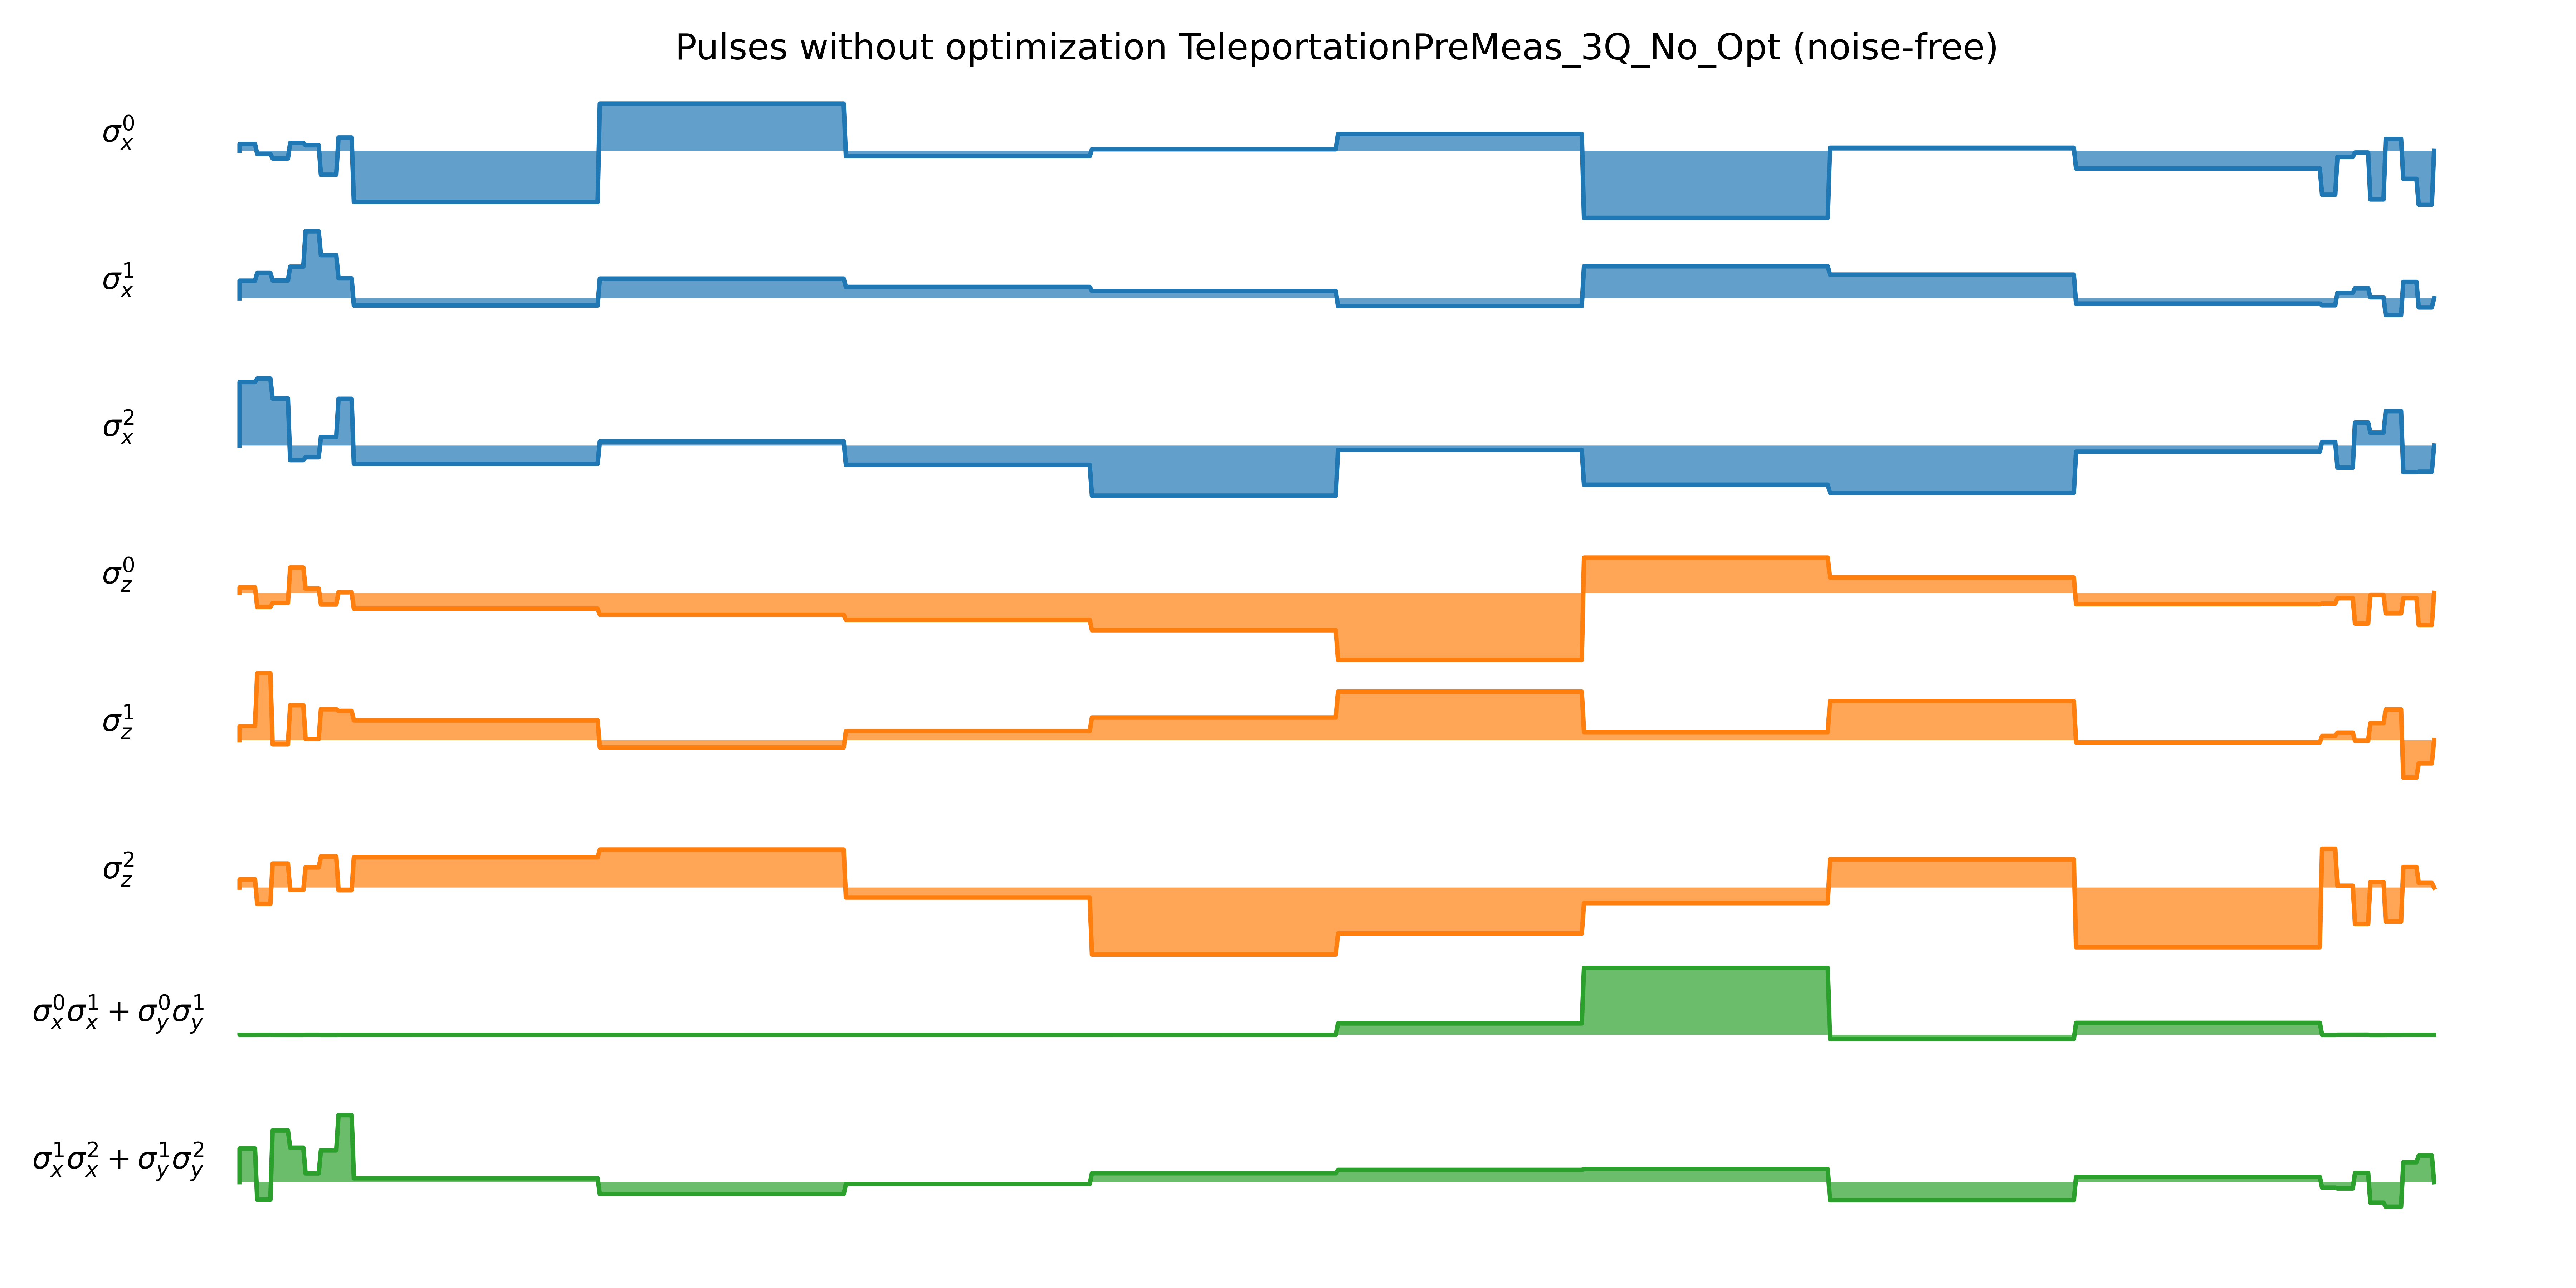 Pulses without optimization TeleportationPreMeas_3Q_No_Opt (noise-free)
σ_x^0
σ_x^1
σ_x^2
σ_z^0
σ_z^1
σ_z^2
σ_x^0σ_x^1 + σ_y^0σ_y^1
σ_x^1σ_x^2 + σ_y^1σ_y^2